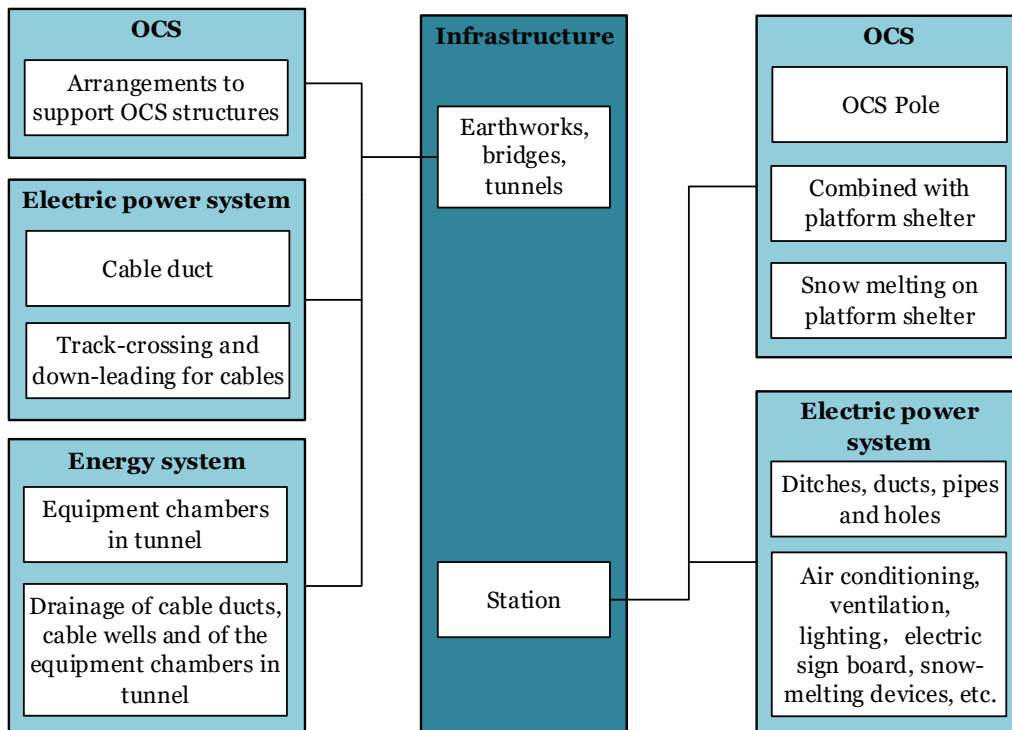 OCS
Arrangements to
support OCS structures
Electric power system
Cable duct
Track-crossing and
down-leading for cables
Energy system
Equipment chambers
in tunnel
Drainage of cable ducts,
cable wells and of the
equipment chambers in
tunnel
Infrastructure
Earthworks,
bridges,
tunnels
Station
OCS
OCS Pole
Combined with
platform shelter
Snow melting on
platform shelter
Electric power
system
Ditches, ducts, pipes
and holes
Air conditioning,
ventilation,
lighting，electric
sign board, snow-
melting devices, etc.